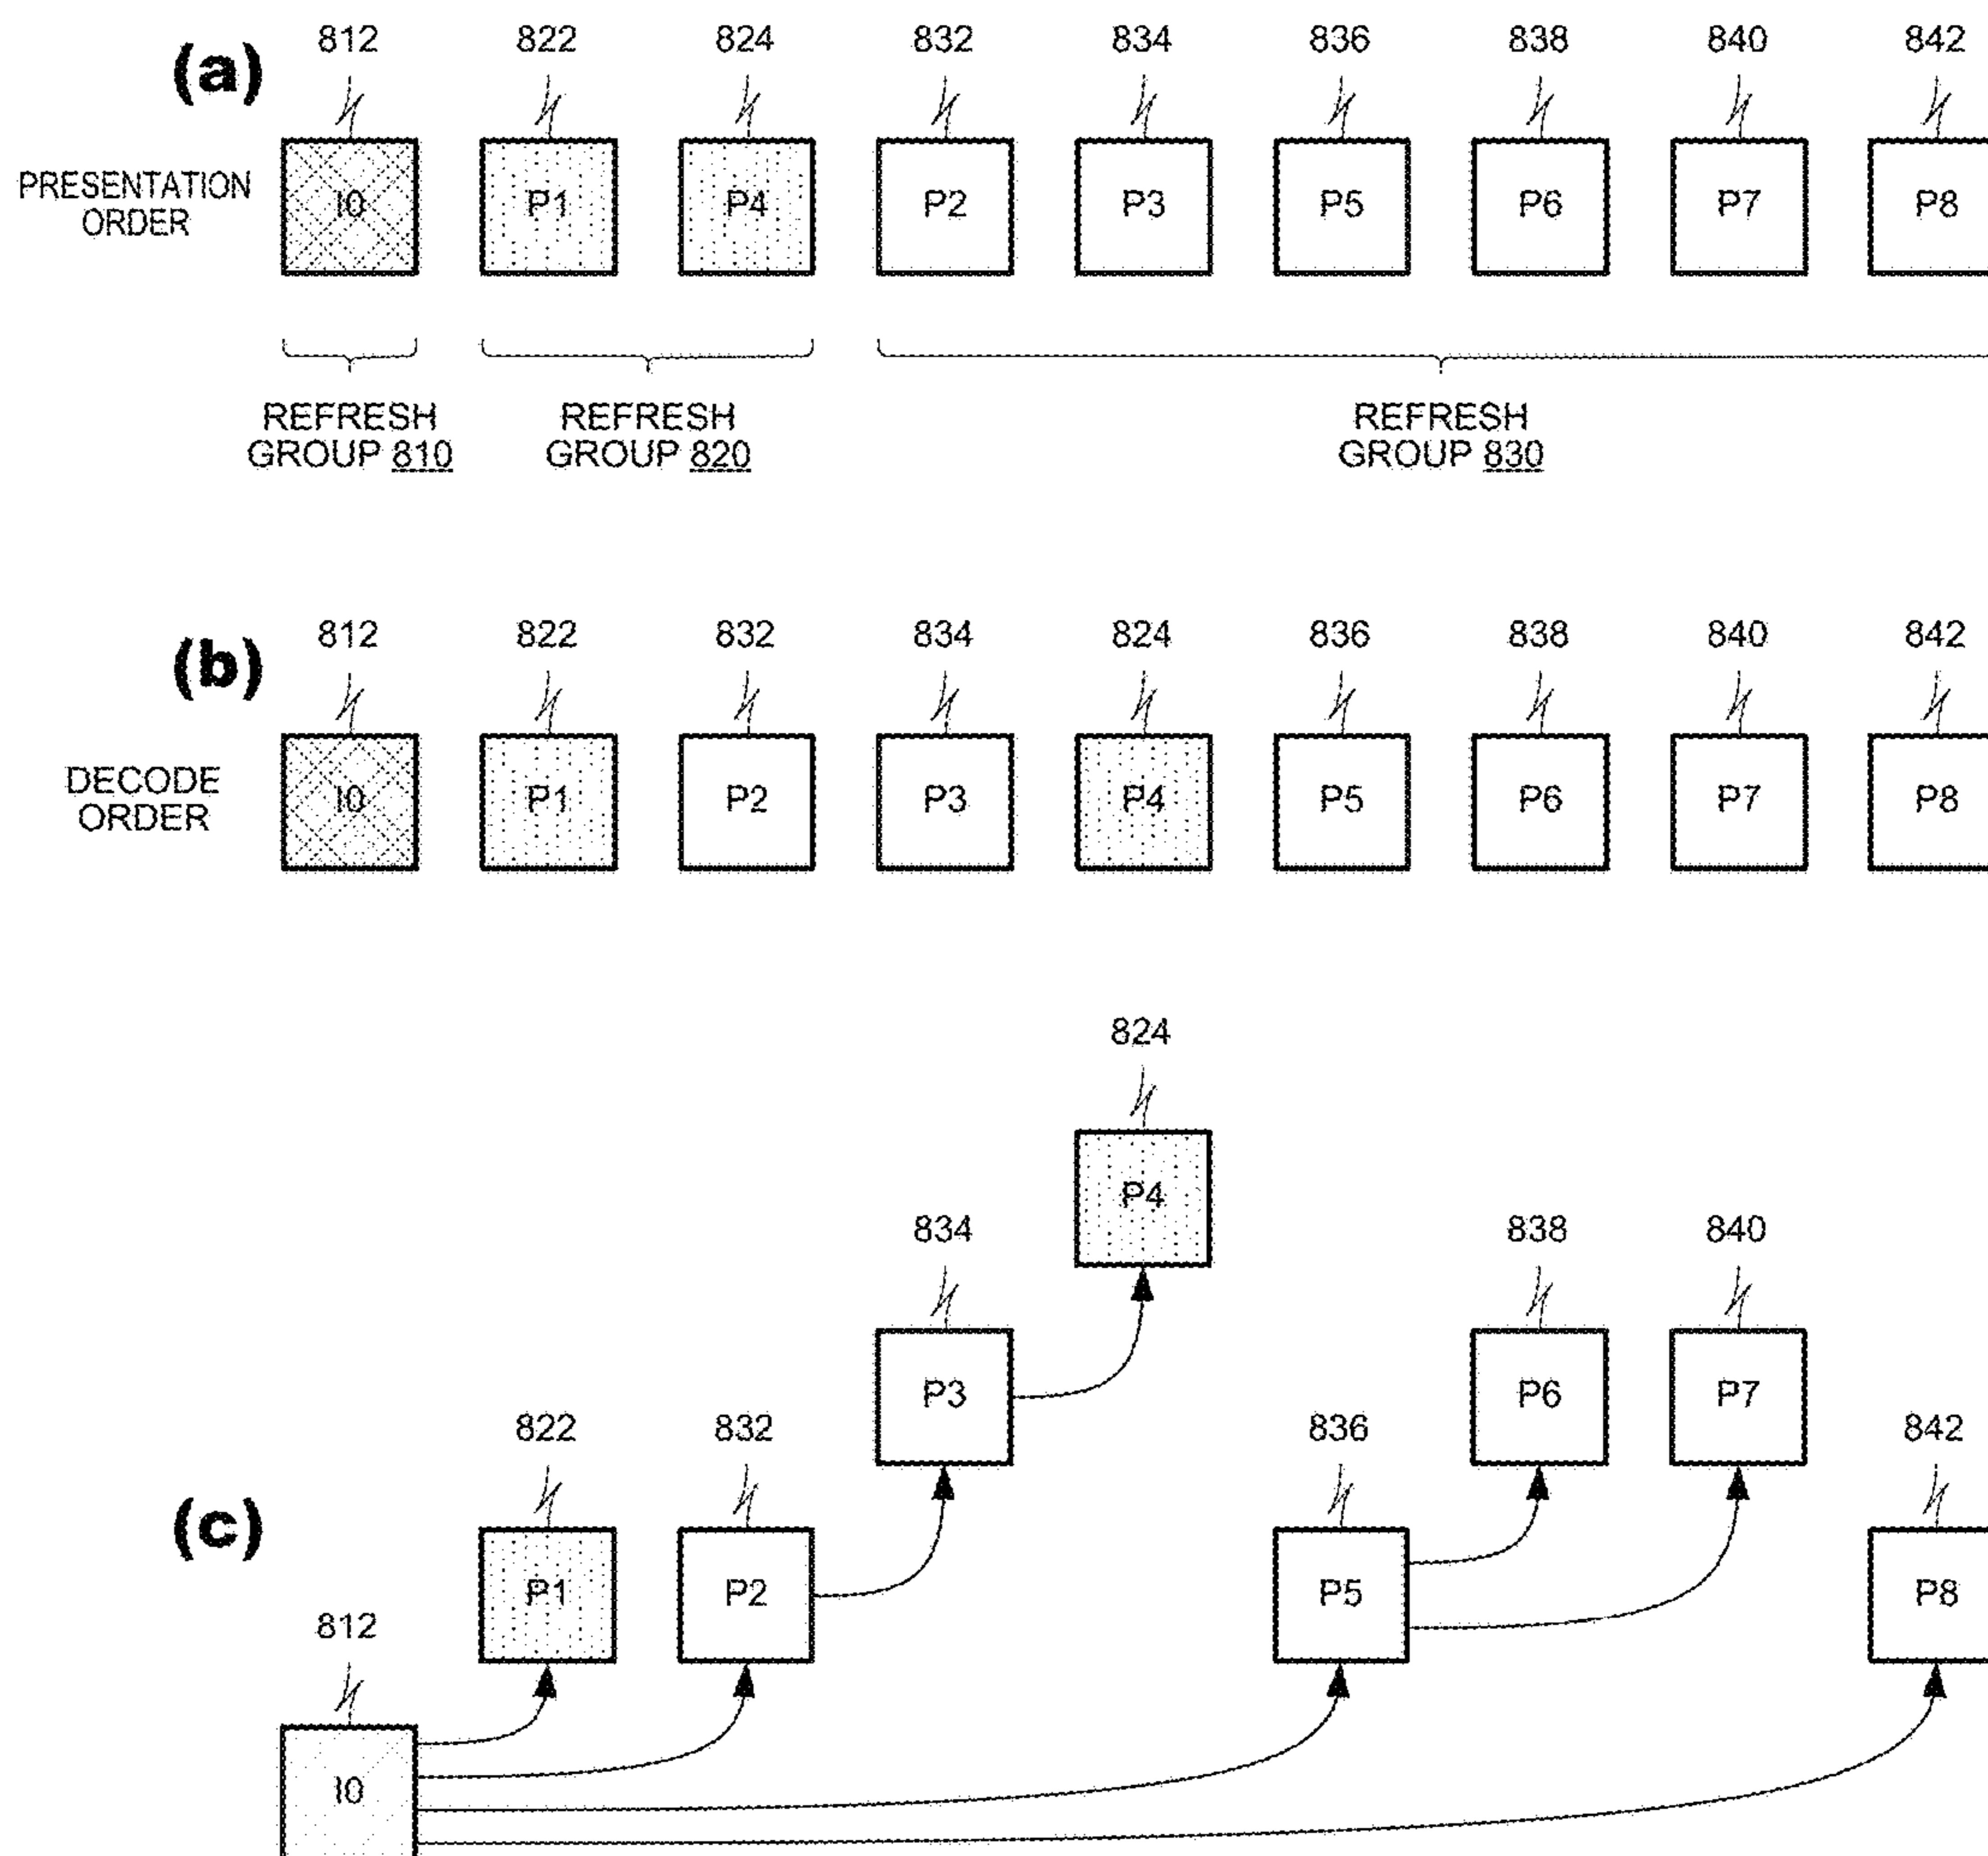 (a)
812 822 824 832 834 836 838 840 842
PRESENTATION
ORDER
I0 P1 P4 P2 P3 P5 P6 P7 P8
REFRESH
GROUP 810
REFRESH
GROUP 820
REFRESH
GROUP 830
(b)
812 822 832 834 824 836 838 840 842
DECODE
ORDER
I0 P1 P2 P3 P4 P5 P6 P7 P8
(c)
824
P4
834 838 840
P3 P6 P7
822 832 836 842
P1 P2 P5 P8
812
I0